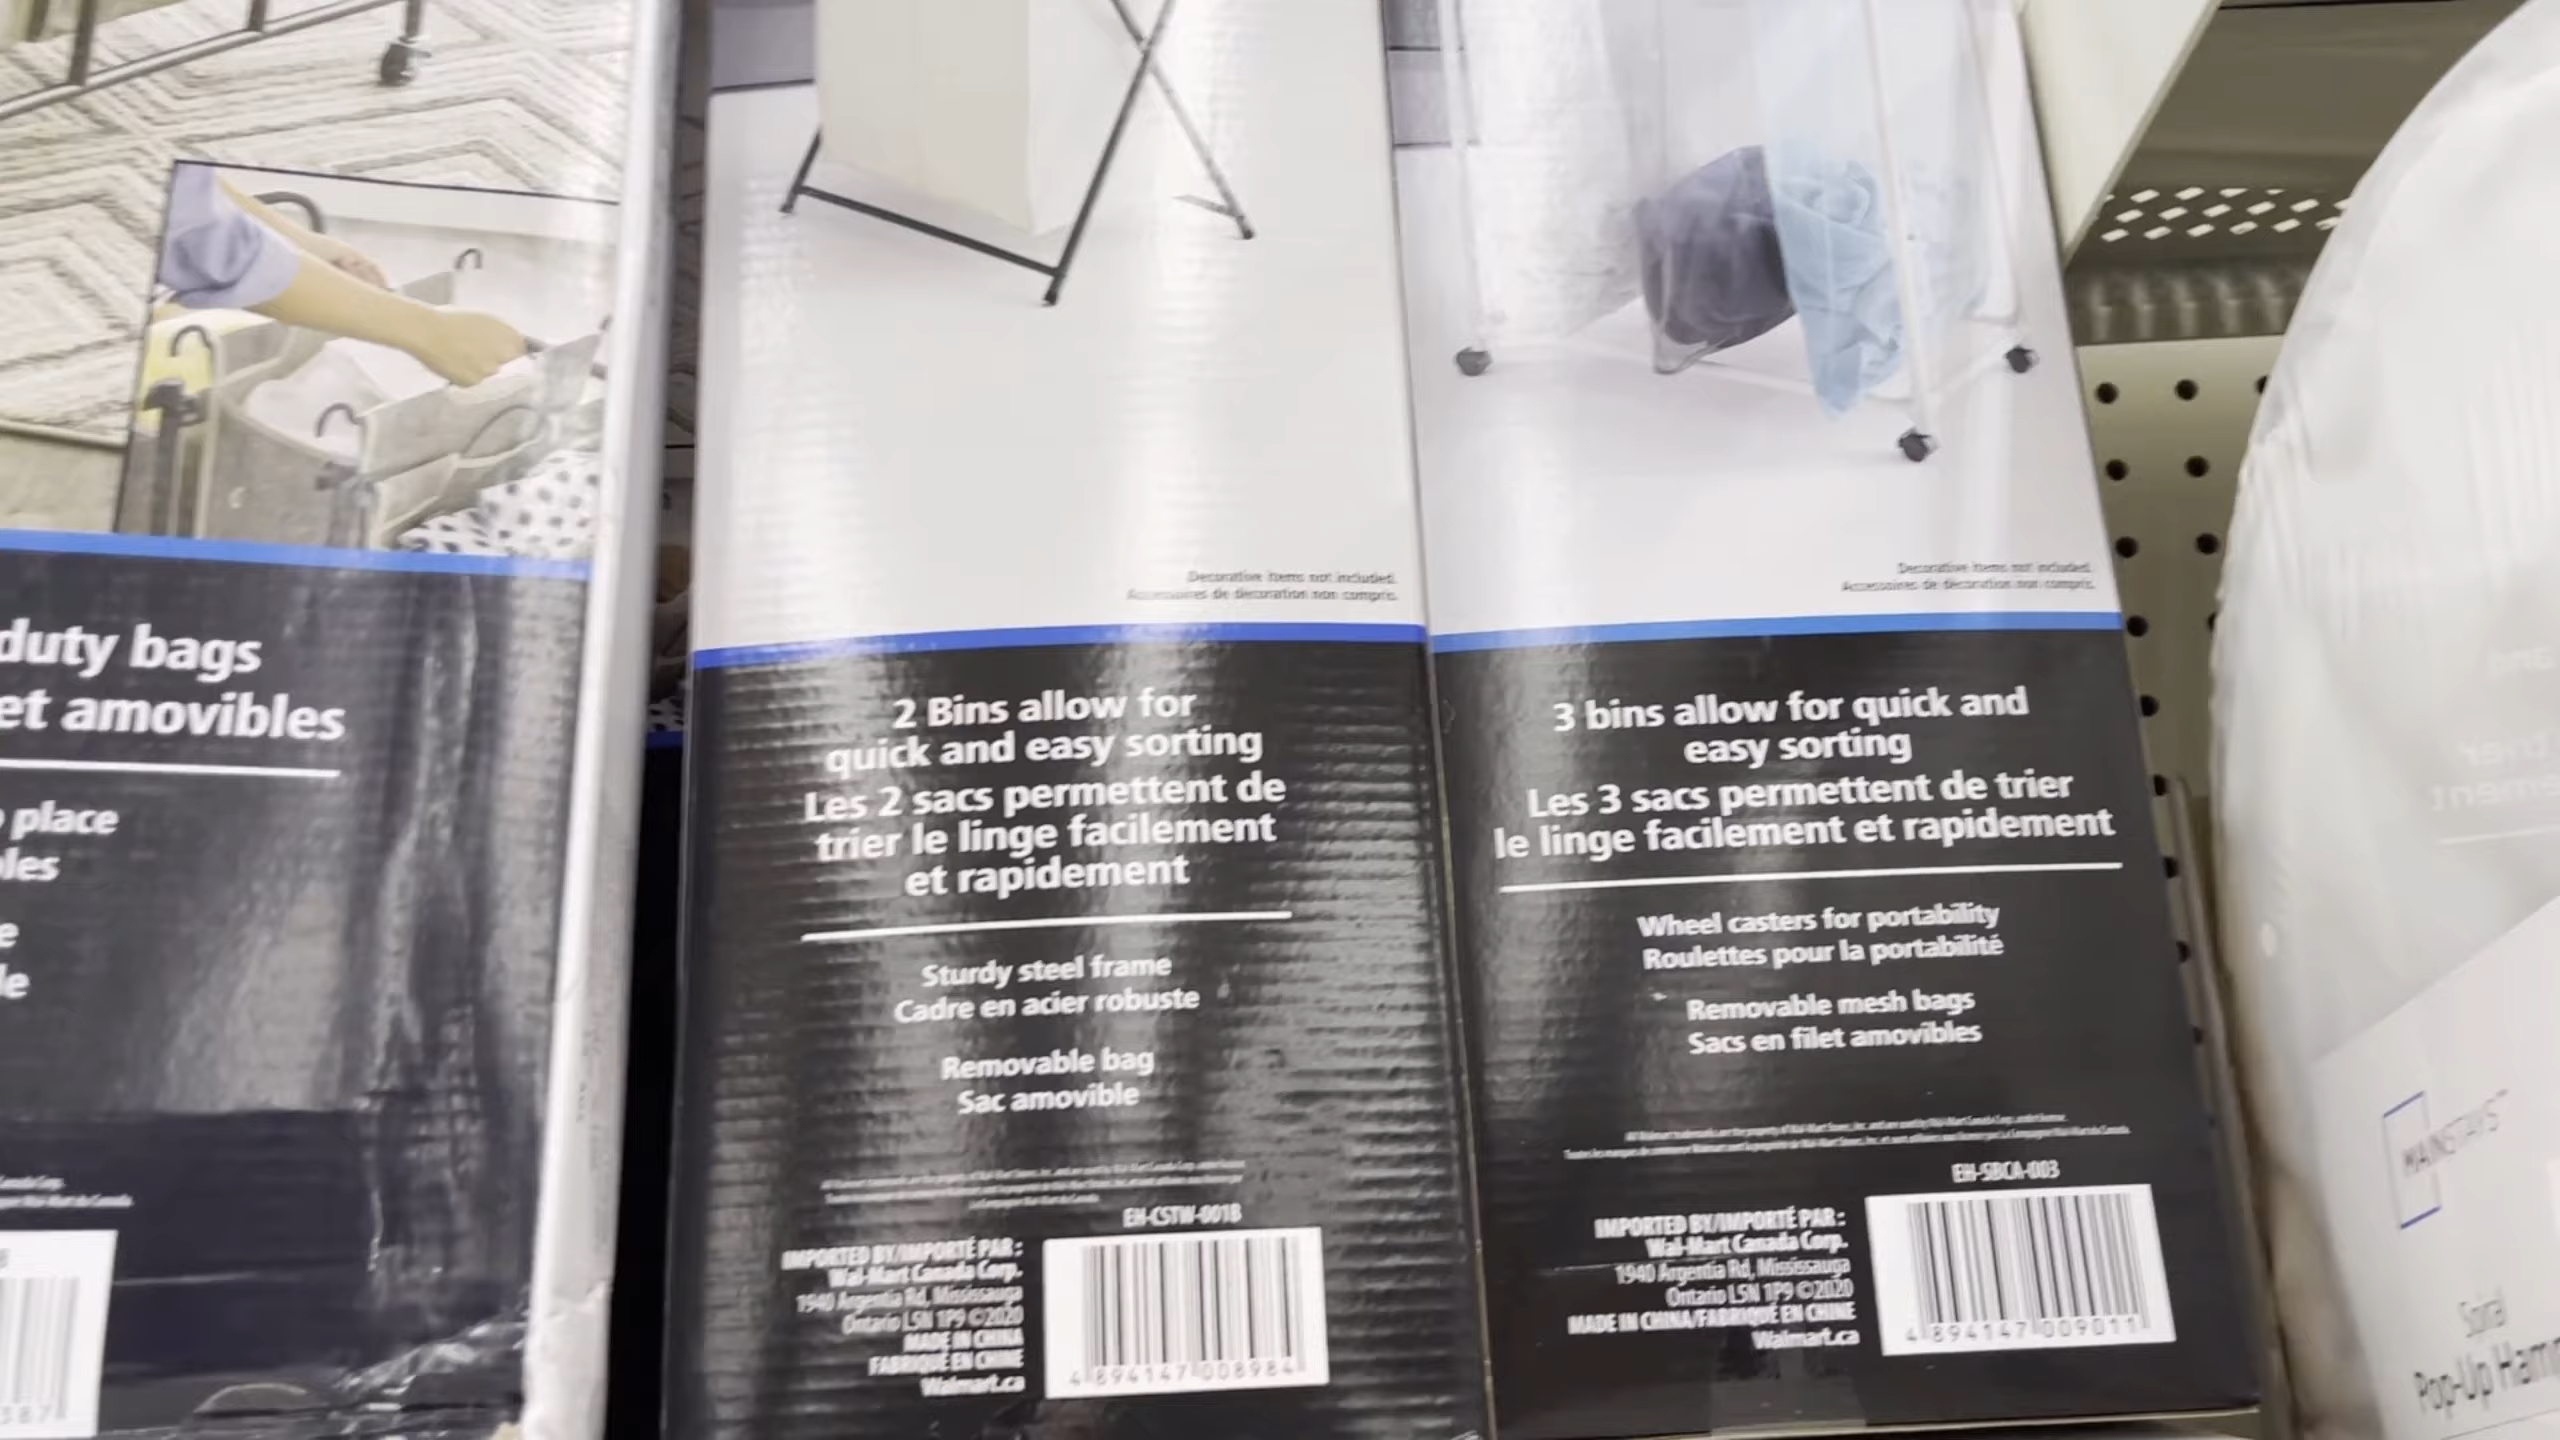 duty bags
et amovibles
place
Decorative items not included.
Accessoires de décoration non compris.
2 Bins allow for
quick and easy sorting
Les 2 sacs permettent de
trier le linge facilement
et rapidement
Sturdy steel frame
Cadre en acier robuste
Removable bag
Sac amovible
EH-CSTW-001B
IMPORTED BY/IMPORTÉ PAR :
Wal-Mart Canada Corp.
1940 Argentia Rd, Mississauga
Ontario L5N 1P9 ©2020
MADE IN CHINA
FABRIQUÉ EN CHINE
Walmart.ca
4 894147 008984
Decorative items not included.
Accessoires de décoration non compris.
3 bins allow for quick and
easy sorting
Les 3 sacs permettent de trier
le linge facilement et rapidement
Wheel casters for portability
Roulettes pour la portabilité
Removable mesh bags
Sacs en filet amovibles
EH-SBCA-003
IMPORTED BY/IMPORTÉ PAR :
Wal-Mart Canada Corp.
1940 Argentia Rd, Mississauga
Ontario L5N 1P9 ©2020
MADE IN CHINA/FABRIQUÉ EN CHINE
Walmart.ca
4 894147 009011
MAINSTAYS
Spiral
Pop-Up